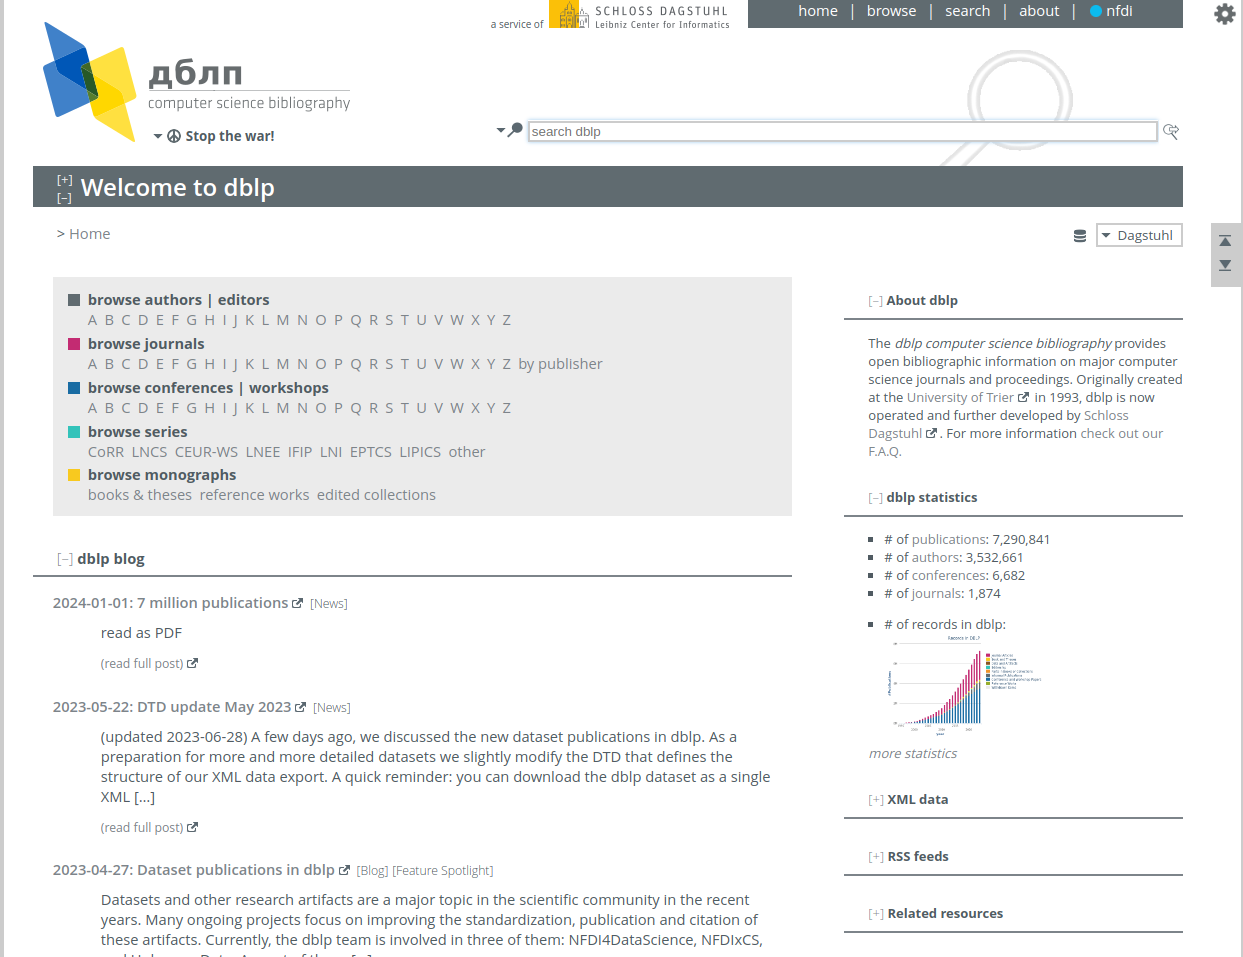 a service of
SCHLOSS DAGSTUHL
Leibniz Center for Informatics
home | browse | search | about | nfdi
дблп
computer science bibliography
Stop the war!
search dblp
[+]
[–]
Welcome to dblp
> Home
Dagstuhl
browse authors | editors
A B C D E F G H I J K L M N O P Q R S T U V W X Y Z
browse journals
A B C D E F G H I J K L M N O P Q R S T U V W X Y Z by publisher
browse conferences | workshops
A B C D E F G H I J K L M N O P Q R S T U V W X Y Z
browse series
CoRR LNCS CEUR-WS LNEE IFIP LNI EPTCS LIPICS other
browse monographs
books & theses reference works edited collections
[–] dblp blog
2024-01-01: 7 million publications [News]
read as PDF
(read full post)
2023-05-22: DTD update May 2023 [News]
(updated 2023-06-28) A few days ago, we discussed the new dataset publications in dblp. As a
preparation for more and more detailed datasets we slightly modify the DTD that defines the
structure of our XML data export. A quick reminder: you can download the dblp dataset as a single
XML [...]
(read full post)
2023-04-27: Dataset publications in dblp [Blog] [Feature Spotlight]
Datasets and other research artifacts are a major topic in the scientific community in the recent
years. Many ongoing projects focus on improving the standardization, publication and citation of
these artifacts. Currently, the dblp team is involved in three of them: NFDI4DataScience, NFDIxCS,
[–] About dblp
The dblp computer science bibliography provides
open bibliographic information on major computer
science journals and proceedings. Originally created
at the University of Trier in 1993, dblp is now
operated and further developed by Schloss
Dagstuhl. For more information check out our
F.A.Q.
[–] dblp statistics
# of publications: 7,290,841
# of authors: 3,532,661
# of conferences: 6,682
# of journals: 1,874
# of records in dblp:
Records in DBLP
more statistics
[+] XML data
[+] RSS feeds
[+] Related resources